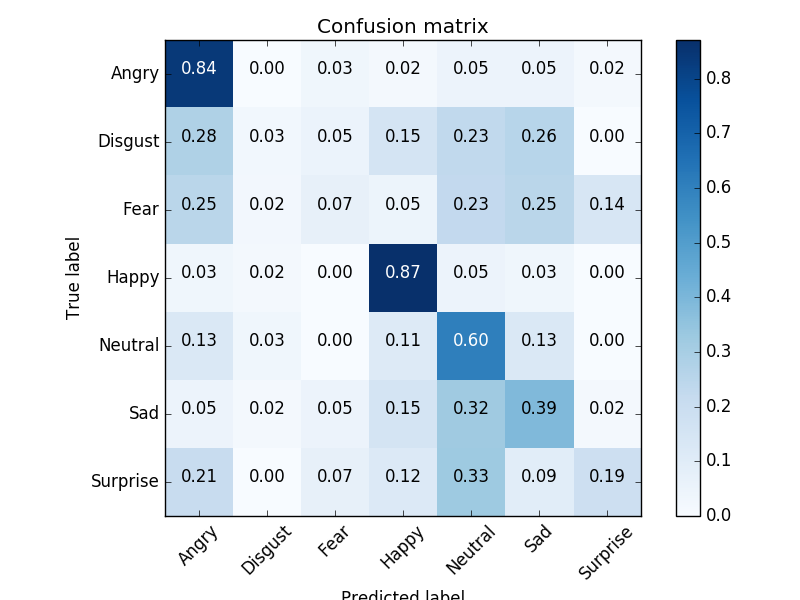 Confusion matrix
Angry 0.84 0.00 0.03 0.02 0.05 0.05 0.02
Disgust 0.28 0.03 0.05 0.15 0.23 0.26 0.00
Fear 0.25 0.02 0.07 0.05 0.23 0.25 0.14
Happy 0.03 0.02 0.00 0.87 0.05 0.03 0.00
Neutral 0.13 0.03 0.00 0.11 0.60 0.13 0.00
Sad 0.05 0.02 0.05 0.15 0.32 0.39 0.02
Surprise 0.21 0.00 0.07 0.12 0.33 0.09 0.19
True label
Angry Disgust Fear Happy Neutral Sad Surprise
Predicted label
0.8
0.7
0.6
0.5
0.4
0.3
0.2
0.1
0.0